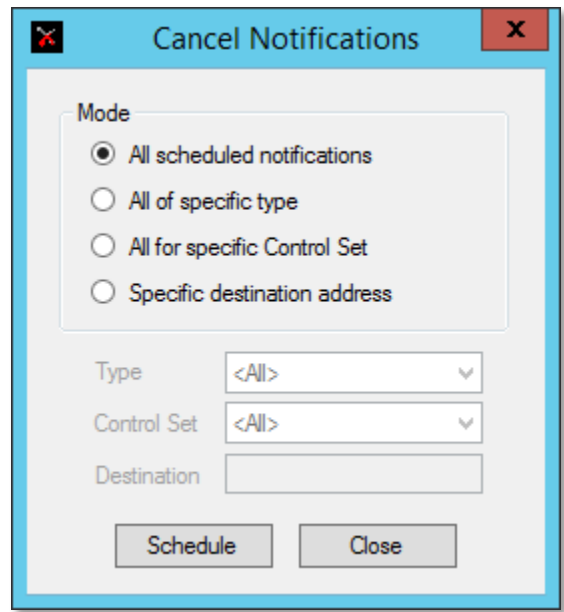 Cancel Notifications
x
Mode
All scheduled notifications
All of specific type
All for specific Control Set
Specific destination address
Type <All>
Control Set <All>
Destination
Schedule Close